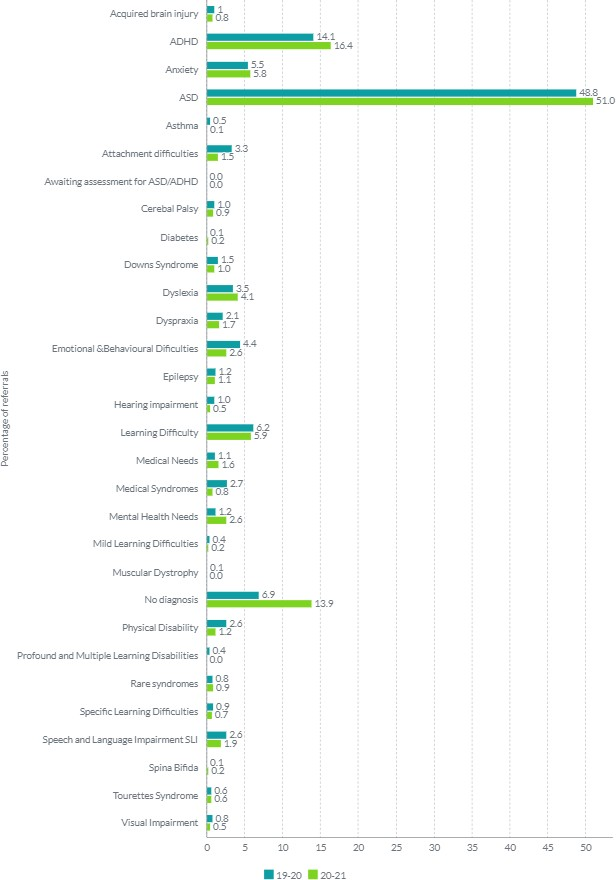 Acquired brain injury
1
0.8
ADHD
14.1
16.4
Anxiety
5.5
5.8
ASD
48.8
51.0
Asthma
0.5
0.1
Attachment difficulties
3.3
1.5
Awaiting assessment for ASD/ADHD
0.0
0.0
Cerebal Palsy
1.0
0.9
Diabetes
0.1
0.2
Downs Syndrome
1.5
1.0
Dyslexia
3.5
4.1
Dyspraxia
2.1
1.7
Emotional &Behavioural Dificulties
4.4
2.6
Epilepsy
1.2
1.1
Hearing impairment
1.0
0.5
Learning Difficulty
6.2
5.9
Medical Needs
1.1
1.6
Medical Syndromes
2.7
0.8
Mental Health Needs
1.2
2.6
Mild Learning Difficulties
0.4
0.2
Muscular Dystrophy
0.1
0.0
No diagnosis
6.9
13.9
Physical Disability
2.6
1.2
Profound and Multiple Learning Disabilities
0.4
0.0
Rare syndromes
0.8
0.9
Specific Learning Difficulties
0.9
0.7
Speech and Language Impairment SLI
2.6
1.9
Spina Bifida
0.1
0.2
Tourettes Syndrome
0.6
0.6
Visual Impairment
0.8
0.5
Percentage of referrals
0 5 10 15 20 25 30 35 40 45 50
19-20 20-21